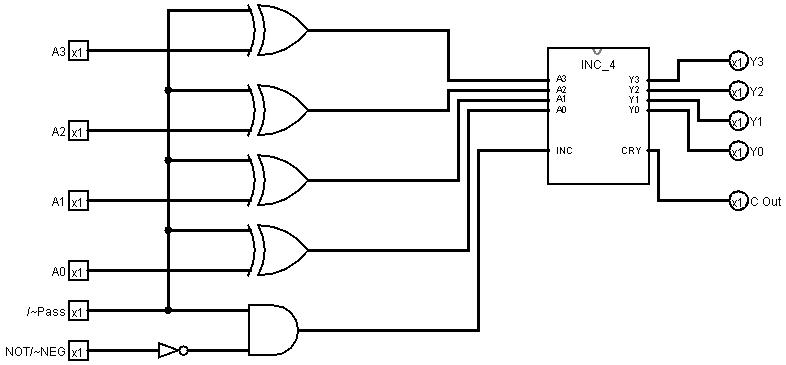 A3 x1
A2 x1
A1 x1
A0 x1
/~Pass x1
NOT/~NEG x1
INC_4
A3
A2
A1
A0
INC
Y3
Y2
Y1
Y0
CRY
x1 Y3
x1 Y2
x1 Y1
x1 Y0
x1 C Out